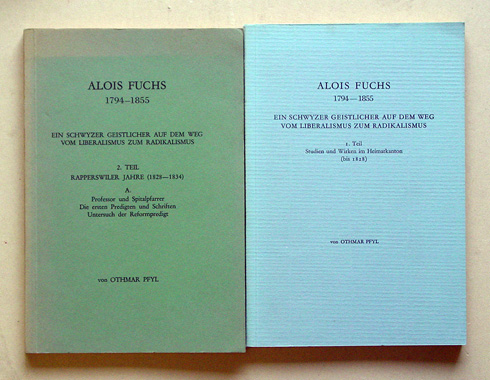 ALOIS FUCHS
1794-1855
EIN SCHWYZER GEISTLICHER AUF DEM WEG
VOM LIBERALISMUS ZUM RADIKALISMUS
2. TEIL
RAPPERSWILER JAHRE (1828—1834)
A.
Professor und Spitalpfarrer
Die ersten Predigten und Schriften
Untersuch der Reformpredigt
von OTHMAR PFYL
ALOIS FUCHS
1794—1855
EIN SCHWYZER GEISTLICHER AUF DEM WEG
VOM LIBERALISMUS ZUM RADIKALISMUS
1. Teil
Studien und Wirken im Heimatkanton
(bis 1828)
von OTHMAR PFYL